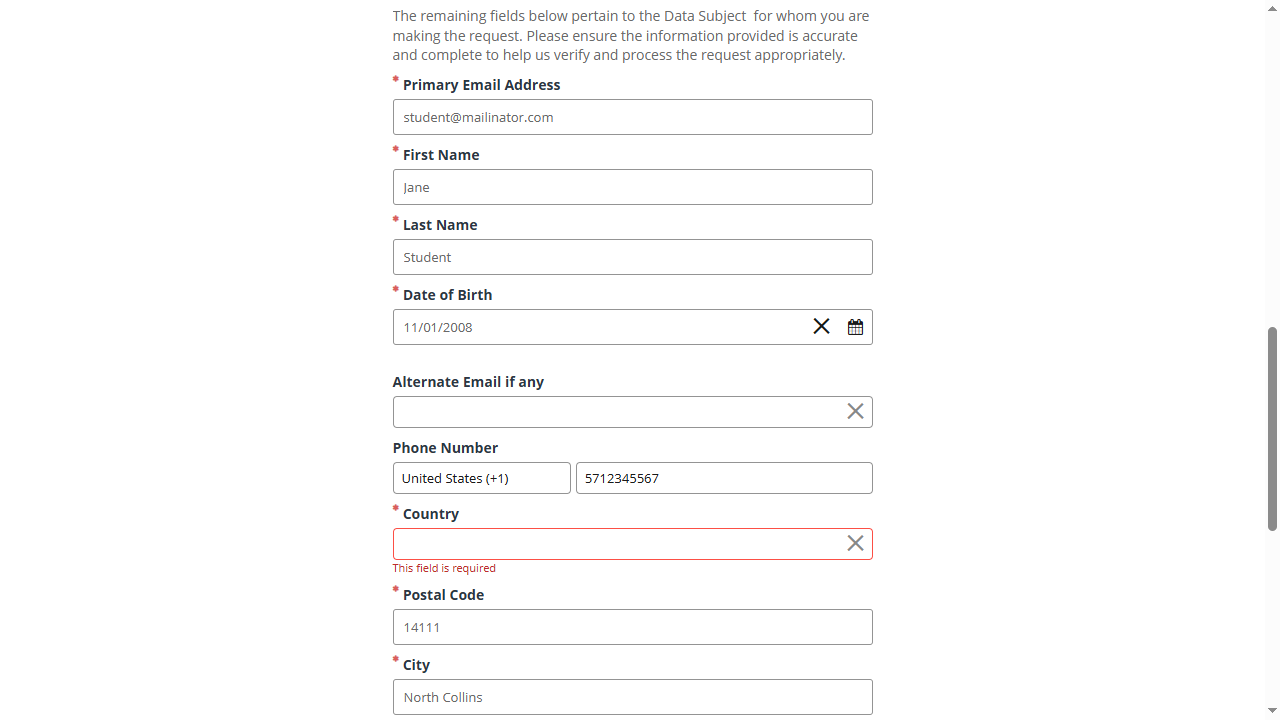 The remaining fields below pertain to the Data Subject  for whom you are
making the request. Please ensure the information provided is accurate
and complete to help us verify and process the request appropriately.
* Primary Email Address
student@mailinator.com
* First Name
Jane
* Last Name
Student
* Date of Birth
11/01/2008
Alternate Email if any
Phone Number
United States (+1) 5712345567
* Country
This field is required
* Postal Code
14111
* City
North Collins